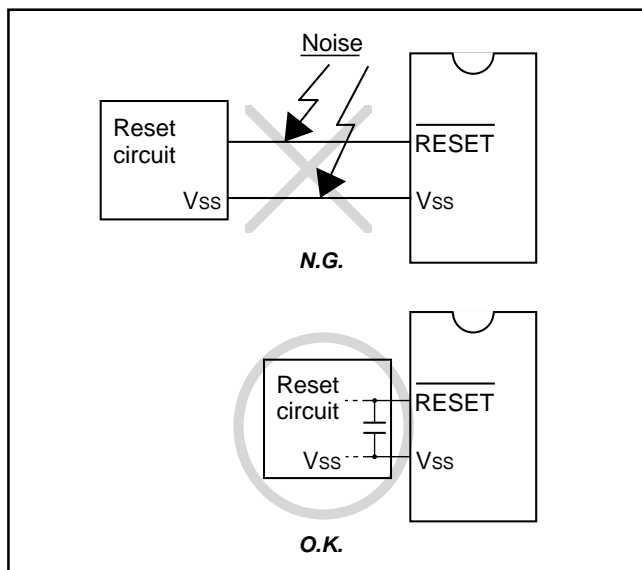 Noise
Reset
circuit
RESET
Vss
Vss
N.G.
Reset
circuit
RESET
Vss
Vss
O.K.